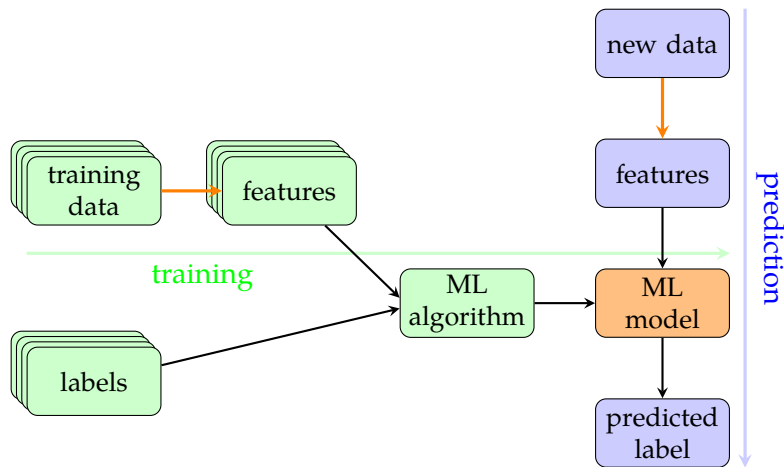 new data
training
data
features
features
prediction
training
ML
algorithm
ML
model
labels
predicted
label